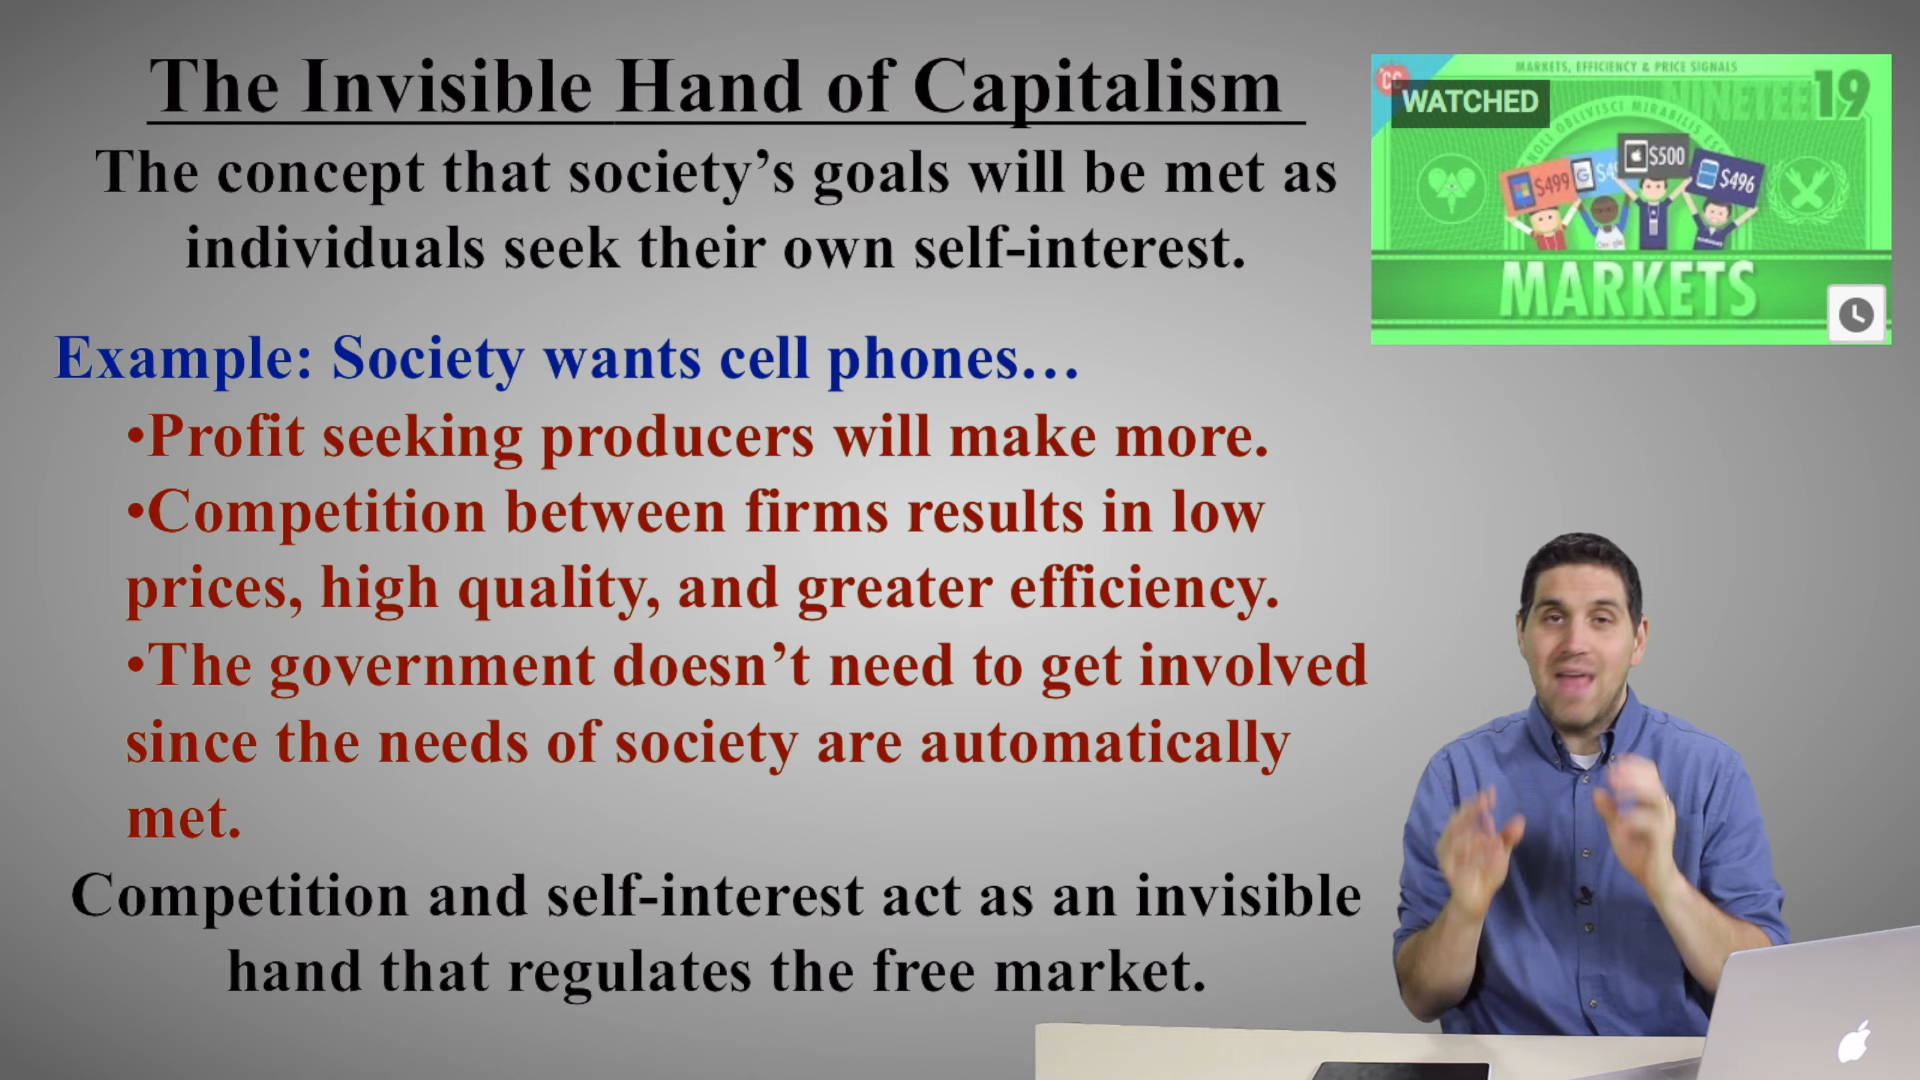 The Invisible Hand of Capitalism
The concept that society’s goals will be met as
individuals seek their own self-interest.
Example: Society wants cell phones…
•Profit seeking producers will make more.
•Competition between firms results in low
prices, high quality, and greater efficiency.
•The government doesn’t need to get involved
since the needs of society are automatically
met.
Competition and self-interest act as an invisible
hand that regulates the free market.
MARKETS, EFFICIENCY & PRICE SIGNALS
CC
WATCHED
19
NOLI OBLIVISCI MIRABILIS
$499
G
$500
$496
MARKETS